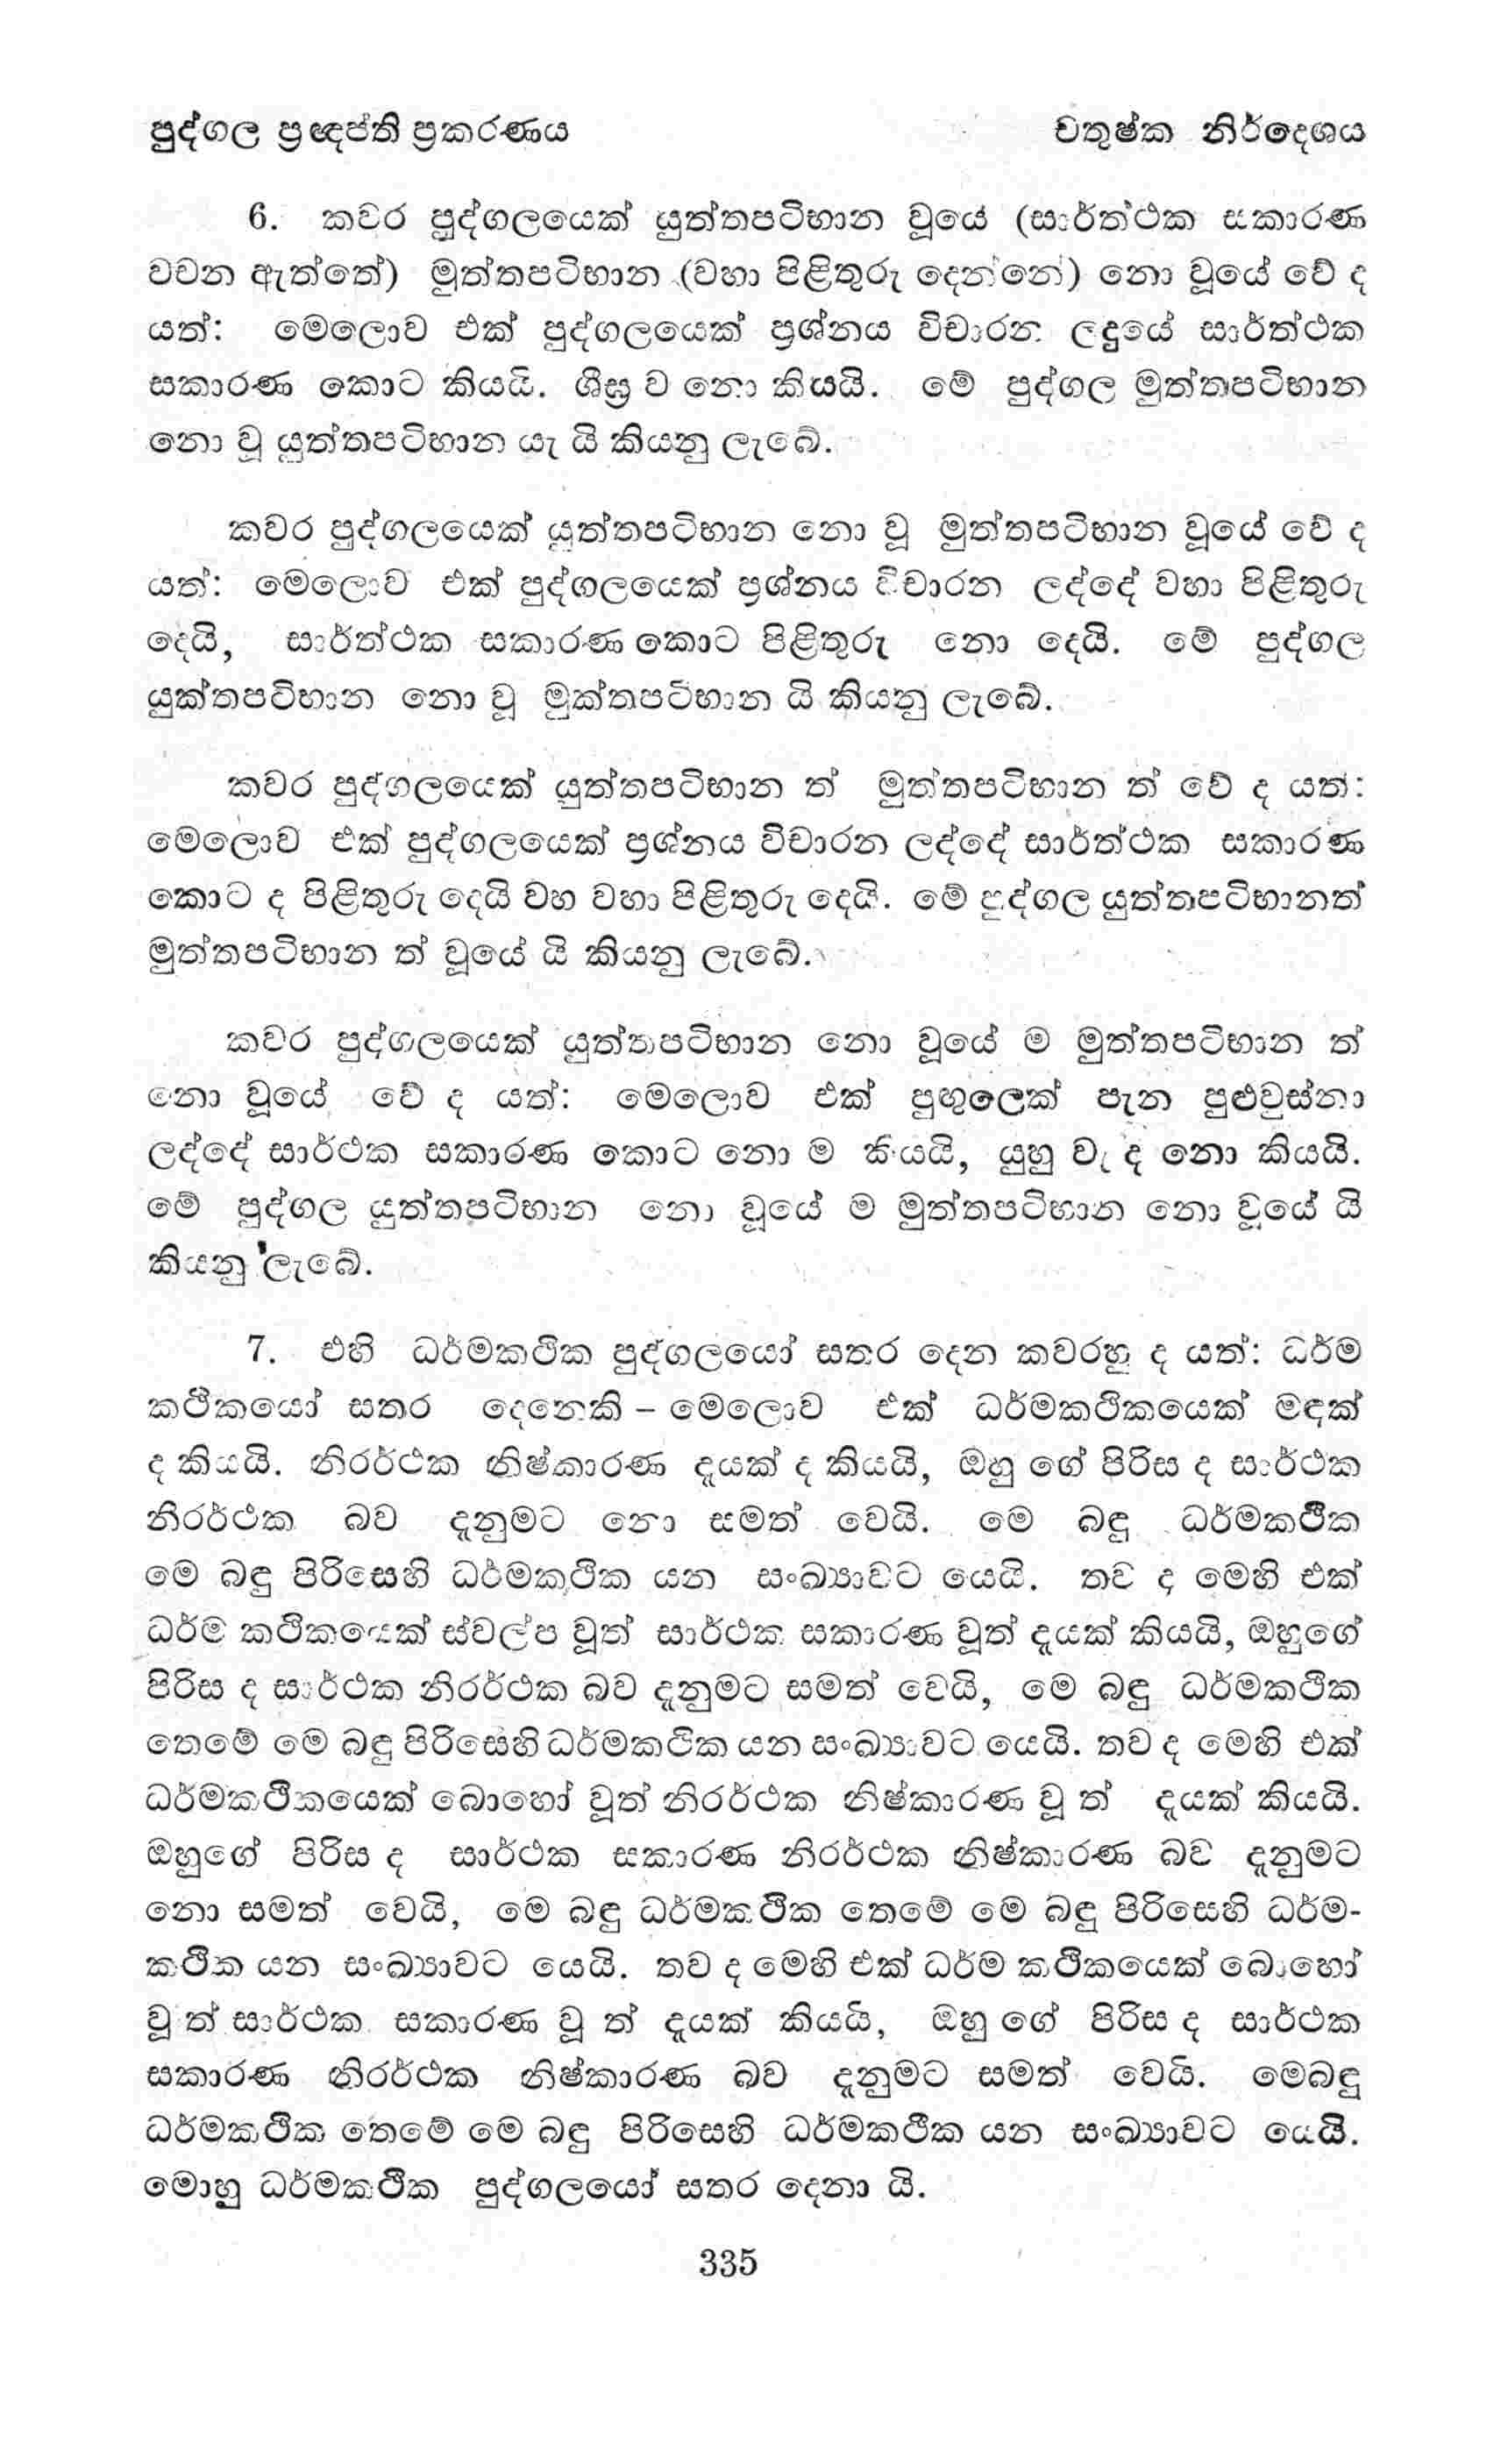 පුද්ගල ප්‍රඥප්ති ප්‍රකරණය
චතුෂ්ක නිර්දෙශය
6. කවර පුද්ගලයෙක් යුත්තපටිභාන වූයේ (සාර්ත්ථක සකාරණ
වචන ඇත්තේ) මුත්තපටිභාන (වහා පිළිතුරු දෙන්නේ) නො වූයේ වේ ද
යත්: මෙලොව එක් පුද්ගලයෙක් ප්‍රශ්නය විචාරන ලදුයේ සාර්ත්ථක
සකාරණ කොට කියයි. ශීඝ්‍ර ව නො කියයි. මේ පුද්ගල මුත්තපටිභාන
නො වූ යුත්තපටිභාන යැ යි කියනු ලැබේ.
කවර පුද්ගලයෙක් යුත්තපටිභාන නො වූ මුත්තපටිභාන වූයේ වේ ද
යත්: මෙලොව එක් පුද්ගලයෙක් ප්‍රශ්නය විචාරන ලද්දේ වහා පිළිතුරු
දෙයි, සාර්ත්ථක සකාරණ කොට පිළිතුරු නො දෙයි. මේ පුද්ගල
යුක්තපටිභාන නො වූ මුක්තපටිභාන යි කියනු ලැබේ.
කවර පුද්ගලයෙක් යුත්තපටිභාන ත් මුත්තපටිභාන ත් වේ ද යත්:
මෙලොව එක් පුද්ගලයෙක් ප්‍රශ්නය විචාරන ලද්දේ සාර්ත්ථක සකාරණ
කොට ද පිළිතුරු දෙයි වහ වහා පිළිතුරු දෙයි. මේ පුද්ගල යුත්තපටිභානත්
මුත්තපටිභාන ත් වූයේ යි කියනු ලැබේ.
කවර පුද්ගලයෙක් යුත්තපටිභාන නො වූයේ ම මුත්තපටිභාන ත්
නො වූයේ වේ ද යත්: මෙලොව එක් පුඟුලෙක් පැන පුළුවුස්නා
ලද්දේ සාර්ථක සකාරණ කොට නො ම කියයි, යුහු වැ ද නො කියයි.
මේ පුද්ගල යුත්තපටිභාන නො වූයේ ම මුත්තපටිභාන නො වූයේ යි
කියනු ලැබේ.
7. එහි ධර්මකථික පුද්ගලයෝ සතර දෙන කවරහු ද යත්: ධර්ම
කථිකයෝ සතර දෙනෙකි – මෙලොව එක් ධර්මකථිකයෙක් මඳක්
ද කියයි. නිරර්ථක නිෂ්කාරණ දෑයක් ද කියයි, ඔහු ගේ පිරිස ද සාර්ථක
නිරර්ථක බව දැනුමට නො සමත් වෙයි. මෙ බඳු ධර්මකථික
මෙ බඳු පිරිසෙහි ධර්මකථික යන සංඛ්‍යාවට යෙයි. තව ද මෙහි එක්
ධර්ම කථිකයෙක් ස්වල්ප වූත් සාර්ථක සකාරණ වූත් දෑයක් කියයි, ඔහුගේ
පිරිස ද සාර්ථක නිරර්ථක බව දැනුමට සමත් වෙයි, මෙ බඳු ධර්මකථික
තෙමේ මෙ බඳු පිරිසෙහි ධර්මකථික යන සංඛ්‍යාවට යෙයි. තව ද මෙහි එක්
ධර්මකථිකයෙක් බොහෝ වූත් නිරර්ථක නිෂ්කාරණ වූ ත් දෑයක් කියයි.
ඔහුගේ පිරිස ද සාර්ථක සකාරණ නිරර්ථක නිෂ්කාරණ බව දැනුමට
නො සමත් වෙයි, මෙ බඳු ධර්මකථික තෙමේ මෙ බඳු පිරිසෙහි ධර්ම-
කථික යන සංඛ්‍යාවට යෙයි. තව ද මෙහි එක් ධර්ම කථිකයෙක් බොහෝ
වූ ත් සාර්ථක සකාරණ වූ ත් දෑයක් කියයි, ඔහු ගේ පිරිස ද සාර්ථක
සකාරණ නිරර්ථක නිෂ්කාරණ බව දැනුමට සමත් වෙයි. මෙබඳු
ධර්මකථික තෙමේ මෙ බඳු පිරිසෙහි ධර්මකථික යන සංඛ්‍යාවට යෙයි.
මොහු ධර්මකථික පුද්ගලයෝ සතර දෙනා යි.
335